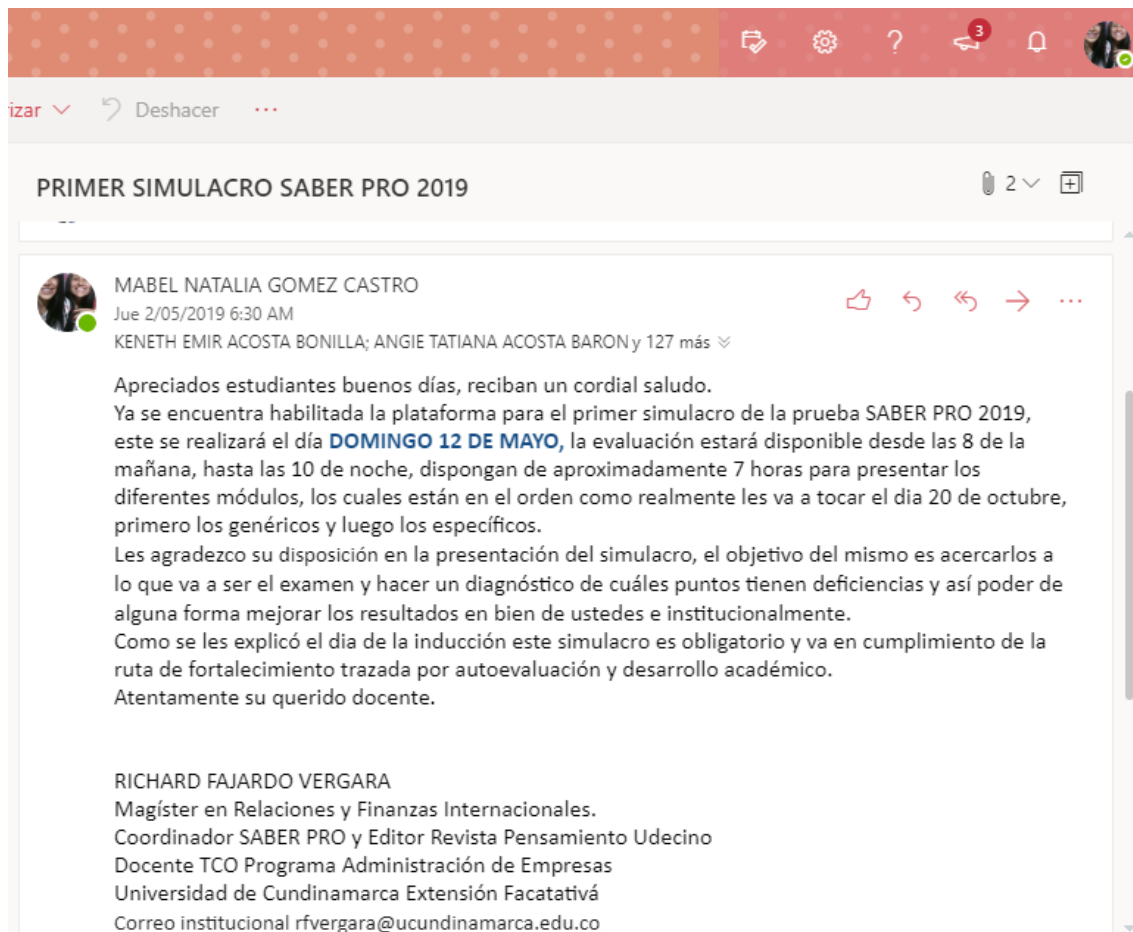 3
Deshacer ...
PRIMER SIMULACRO SABER PRO 2019
2
MABEL NATALIA GOMEZ CASTRO
Jue 2/05/2019 6:30 AM
KENETH EMIR ACOSTA BONILLA; ANGIE TATIANA ACOSTA BARON y 127 más
Apreciados estudiantes buenos días, reciban un cordial saludo.
Ya se encuentra habilitada la plataforma para el primer simulacro de la prueba SABER PRO 2019,
este se realizará el día DOMINGO 12 DE MAYO, la evaluación estará disponible desde las 8 de la
mañana, hasta las 10 de noche, dispongan de aproximadamente 7 horas para presentar los
diferentes módulos, los cuales están en el orden como realmente les va a tocar el dia 20 de octubre,
primero los genéricos y luego los específicos.
Les agradezco su disposición en la presentación del simulacro, el objetivo del mismo es acercarlos a
lo que va a ser el examen y hacer un diagnóstico de cuáles puntos tienen deficiencias y así poder de
alguna forma mejorar los resultados en bien de ustedes e institucionalmente.
Como se les explicó el dia de la inducción este simulacro es obligatorio y va en cumplimiento de la
ruta de fortalecimiento trazada por autoevaluación y desarrollo académico.
Atentamente su querido docente.
RICHARD FAJARDO VERGARA
Magíster en Relaciones y Finanzas Internacionales.
Coordinador SABER PRO y Editor Revista Pensamiento Udecino
Docente TCO Programa Administración de Empresas
Universidad de Cundinamarca Extensión Facatativá
Correo institucional rfvergara@ucundinamarca.edu.co